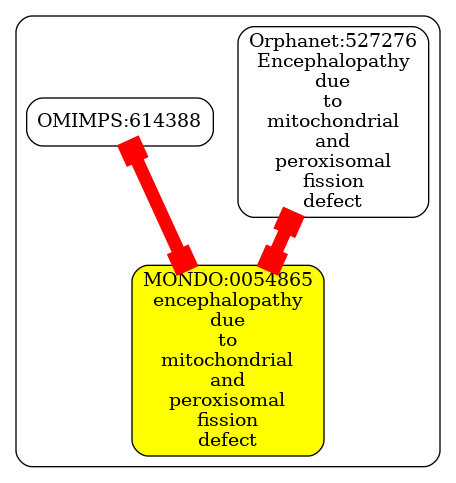 Orphanet:527276
Encephalopathy
due
to
mitochondrial
and
peroxisomal
fission
defect
OMIMPS:614388
MONDO:0054865
encephalopathy
due
to
mitochondrial
and
peroxisomal
fission
defect